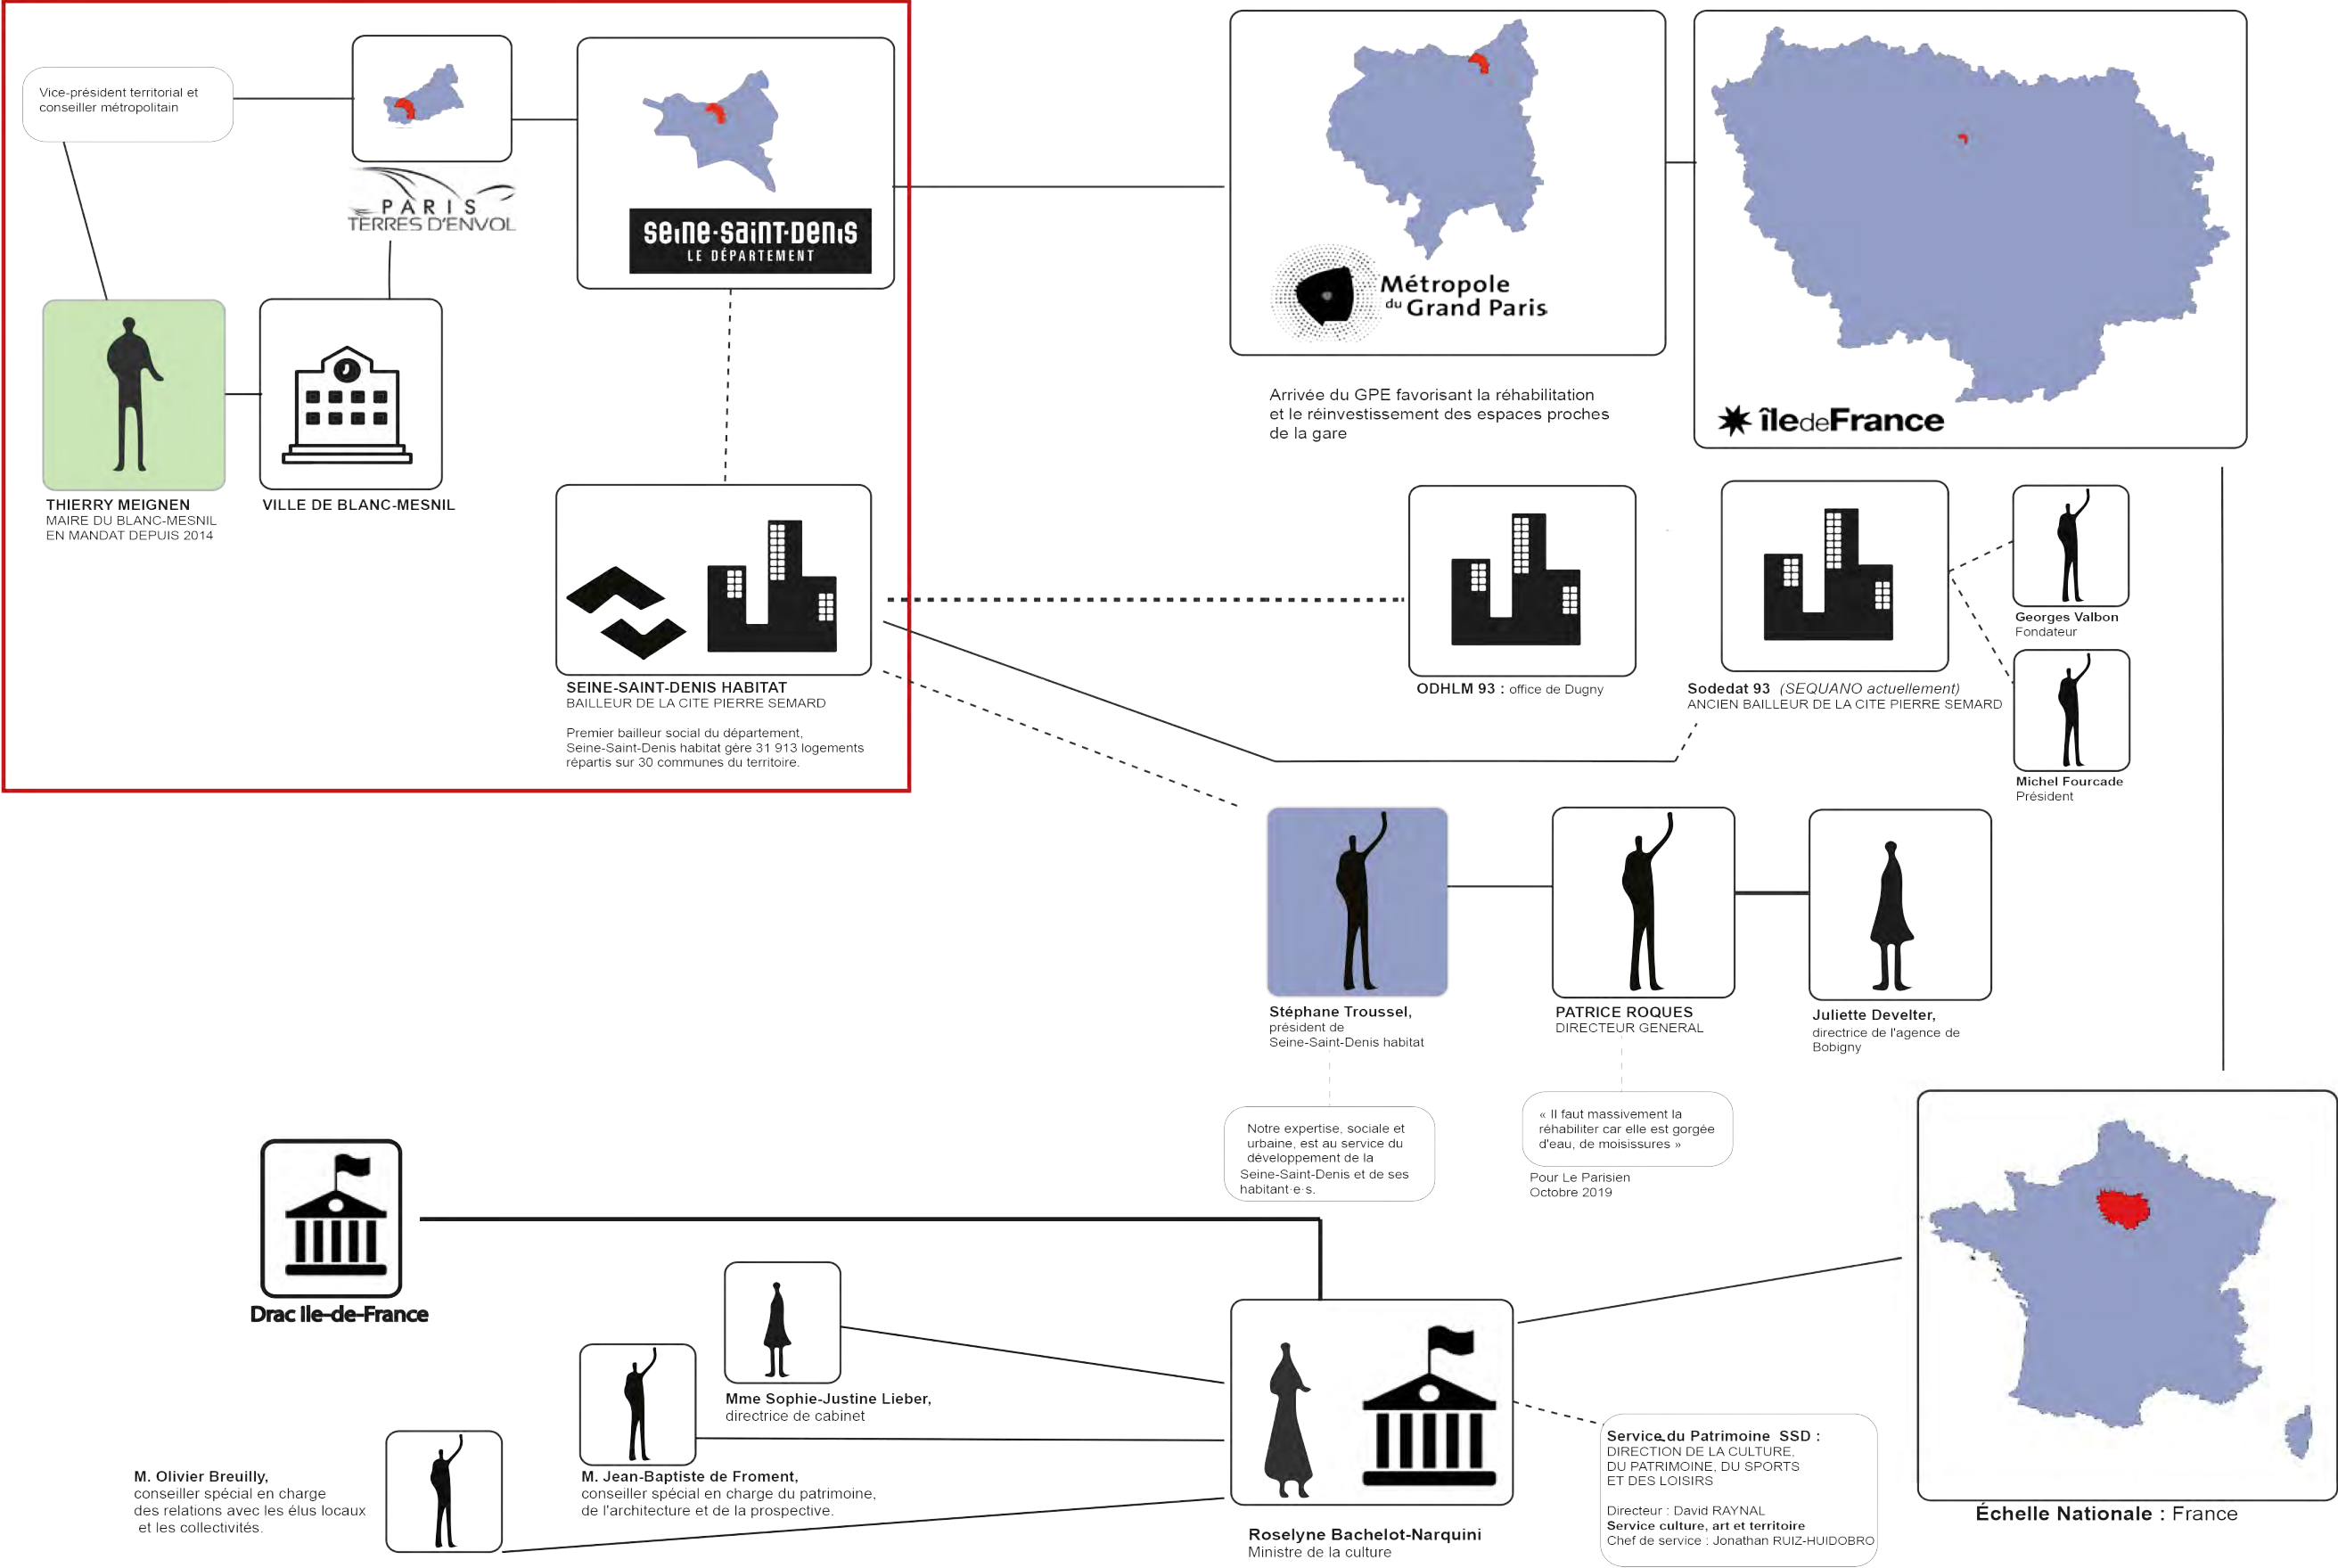 Vice-président territorial et
conseiller métropolitain
PARIS
TERRES D'ENVOL
seine-saint-denis
LE DÉPARTEMENT
Métropole
du Grand Paris
Arrivée du GPE favorisant la réhabilitation
et le réinvestissement des espaces proches
de la gare
îledeFrance
THIERRY MEIGNEN
MAIRE DU BLANC-MESNIL
EN MANDAT DEPUIS 2014
VILLE DE BLANC-MESNIL
SEINE-SAINT-DENIS HABITAT
BAILLEUR DE LA CITE PIERRE SEMARD
Premier bailleur social du département,
Seine-Saint-Denis habitat gère 31 913 logements
répartis sur 30 communes du territoire.
ODHLM 93 : office de Dugny
Sodedat 93 (SEQUANO actuellement)
ANCIEN BAILLEUR DE LA CITE PIERRE SEMARD
Georges Valbon
Fondateur
Michel Fourcade
Président
Stéphane Troussel,
président de
Seine-Saint-Denis habitat
PATRICE ROQUES
DIRECTEUR GENERAL
Juliette Develter,
directrice de l'agence de
Bobigny
Notre expertise, sociale et
urbaine, est au service du
développement de la
Seine-Saint-Denis et de ses
habitant·e·s.
« Il faut massivement la
réhabiliter car elle est gorgée
d'eau, de moisissures »
Pour Le Parisien
Octobre 2019
Drac ile-de-France
Mme Sophie-Justine Lieber,
directrice de cabinet
M. Jean-Baptiste de Froment,
conseiller spécial en charge du patrimoine,
de l'architecture et de la prospective.
M. Olivier Breuilly,
conseiller spécial en charge
des relations avec les élus locaux
et les collectivités.
Roselyne Bachelot-Narquini
Ministre de la culture
Service du Patrimoine SSD :
DIRECTION DE LA CULTURE,
DU PATRIMOINE, DU SPORTS
ET DES LOISIRS
Directeur : David RAYNAL
Service culture, art et territoire
Chef de service : Jonathan RUIZ-HUIDOBRO
Échelle Nationale : France